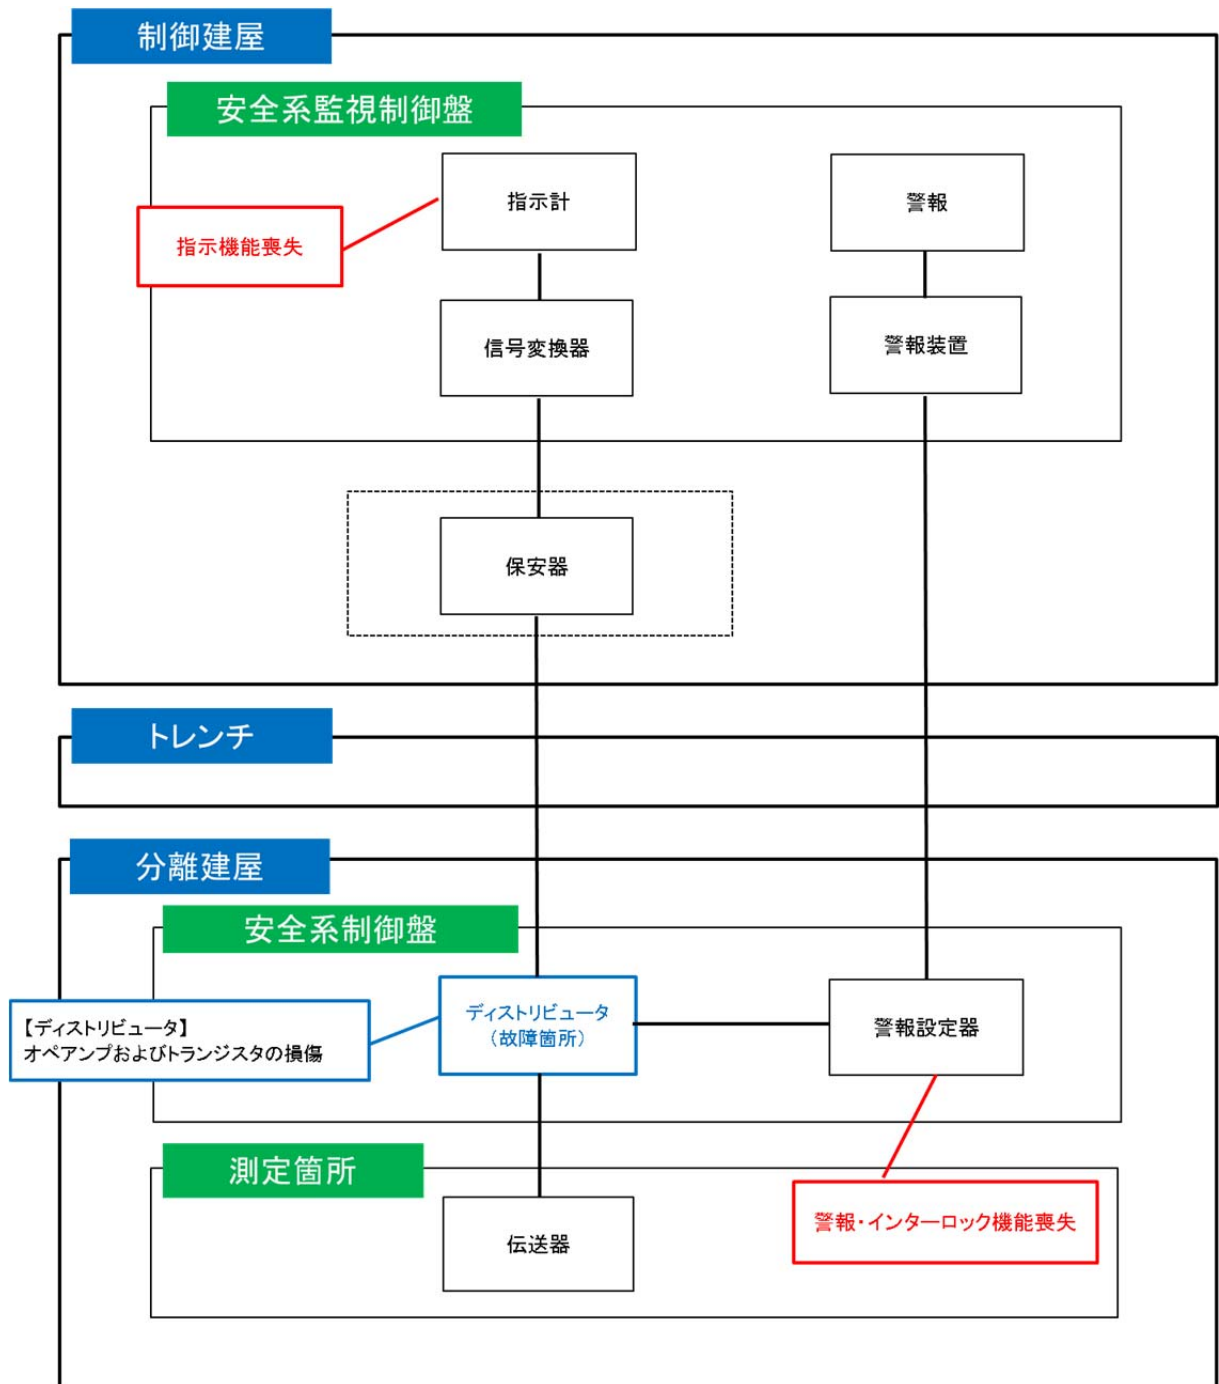 制御建屋
安全系監視制御盤
指示計
警報
指示機能喪失
信号変換器
警報装置
保安器
トレンチ
分離建屋
安全系制御盤
ディストリビュータ
（故障箇所）
警報設定器
【ディストリビュータ】
オペアンプおよびトランジスタの損傷
測定箇所
伝送器
警報・インターロック機能喪失